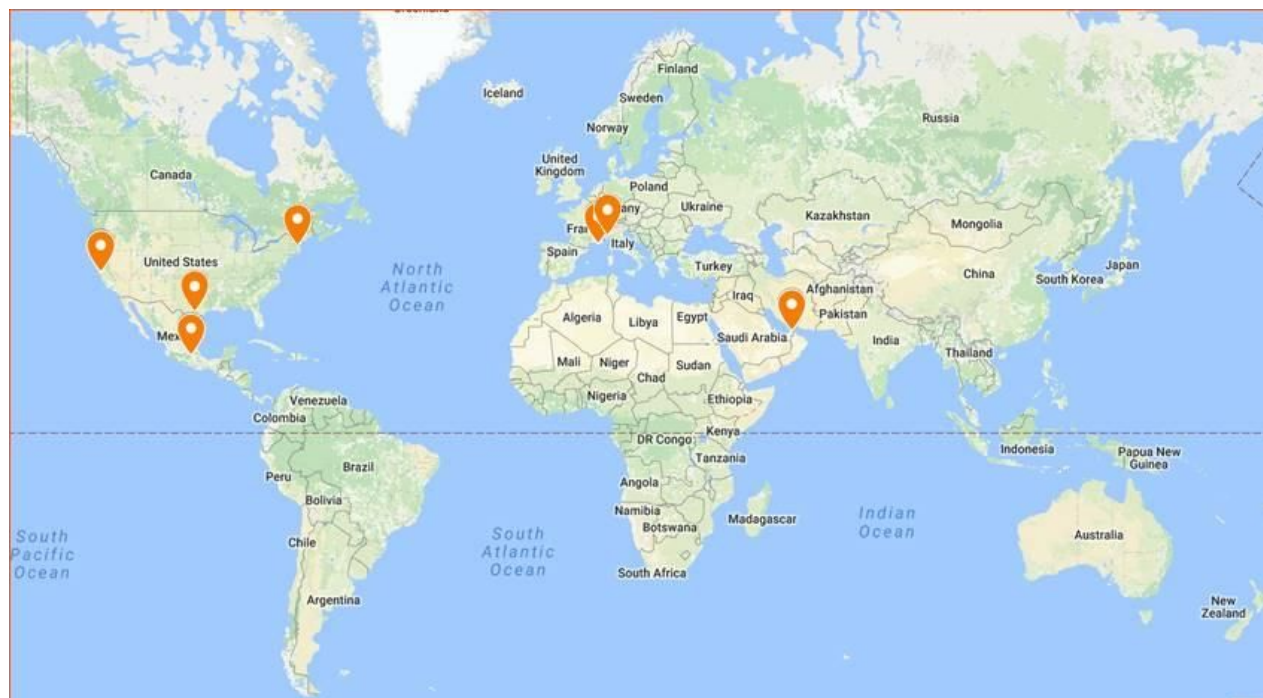 Iceland
Finland
Sweden
Norway
Russia
Canada
United
Kingdom
Poland
Ukraine
Kazakhstan
Mongolia
Spain
Italy
Turkey
United States
North
Atlantic
Ocean
China
South Korea
Japan
Afghanistan
Iraq
Pakistan
Algeria
Libya
Egypt
Saudi Arabia
India
Mali
Niger
Chad
Sudan
Thailand
Nigeria
Ethiopia
Venezuela
Colombia
DR Congo
Kenya
Indonesia
Papua New
Guinea
Tanzania
Peru
Brazil
Angola
Bolivia
Namibia
Botswana
Madagascar
Indian
Ocean
South
Pacific
Ocean
Chile
South
Atlantic
Ocean
South Africa
Australia
Argentina
New
Zealand